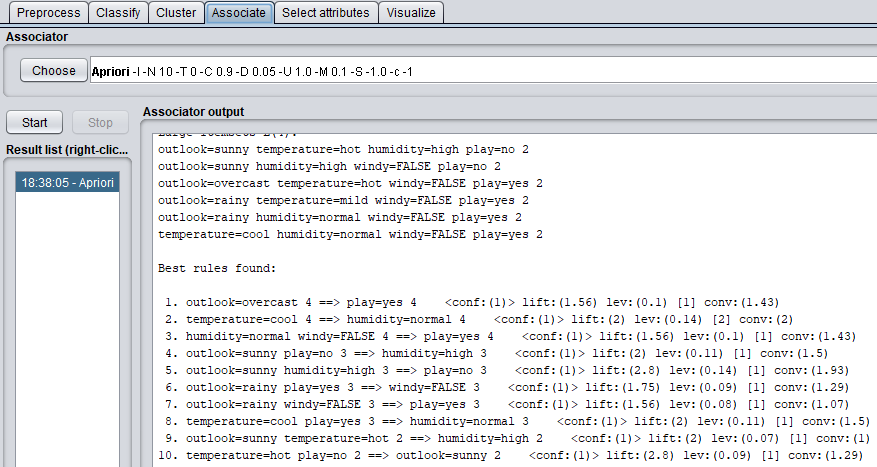 Preprocess Classify Cluster Associate Select attributes Visualize
Associator
Choose Apriori -I -N 10 -T 0 -C 0.9 -D 0.05 -U 1.0 -M 0.1 -S -1.0 -c -1
Start Stop
Associator output
Result list (right-clic...
18:38:05 - Apriori
outlook=sunny temperature=hot humidity=high play=no 2
outlook=sunny humidity=high windy=FALSE play=no 2
outlook=overcast temperature=hot windy=FALSE play=yes 2
outlook=rainy temperature=mild windy=FALSE play=yes 2
outlook=rainy humidity=normal windy=FALSE play=yes 2
temperature=cool humidity=normal windy=FALSE play=yes 2
Best rules found:
1. outlook=overcast 4 ==> play=yes 4 <conf:(1)> lift:(1.56) lev:(0.1) [1] conv:(1.43)
2. temperature=cool 4 ==> humidity=normal 4 <conf:(1)> lift:(2) lev:(0.14) [2] conv:(2)
3. humidity=normal windy=FALSE 4 ==> play=yes 4 <conf:(1)> lift:(1.56) lev:(0.1) [1] conv:(1.43)
4. outlook=sunny play=no 3 ==> humidity=high 3 <conf:(1)> lift:(2) lev:(0.11) [1] conv:(1.5)
5. outlook=sunny humidity=high 3 ==> play=no 3 <conf:(1)> lift:(2.8) lev:(0.14) [1] conv:(1.93)
6. outlook=rainy play=yes 3 ==> windy=FALSE 3 <conf:(1)> lift:(1.75) lev:(0.09) [1] conv:(1.29)
7. outlook=rainy windy=FALSE 3 ==> play=yes 3 <conf:(1)> lift:(1.56) lev:(0.08) [1] conv:(1.07)
8. temperature=cool play=yes 3 ==> humidity=normal 3 <conf:(1)> lift:(2) lev:(0.11) [1] conv:(1.5)
9. outlook=sunny temperature=hot 2 ==> humidity=high 2 <conf:(1)> lift:(2) lev:(0.07) [1] conv:(1)
10. temperature=hot play=no 2 ==> outlook=sunny 2 <conf:(1)> lift:(2.8) lev:(0.09) [1] conv:(1.29)